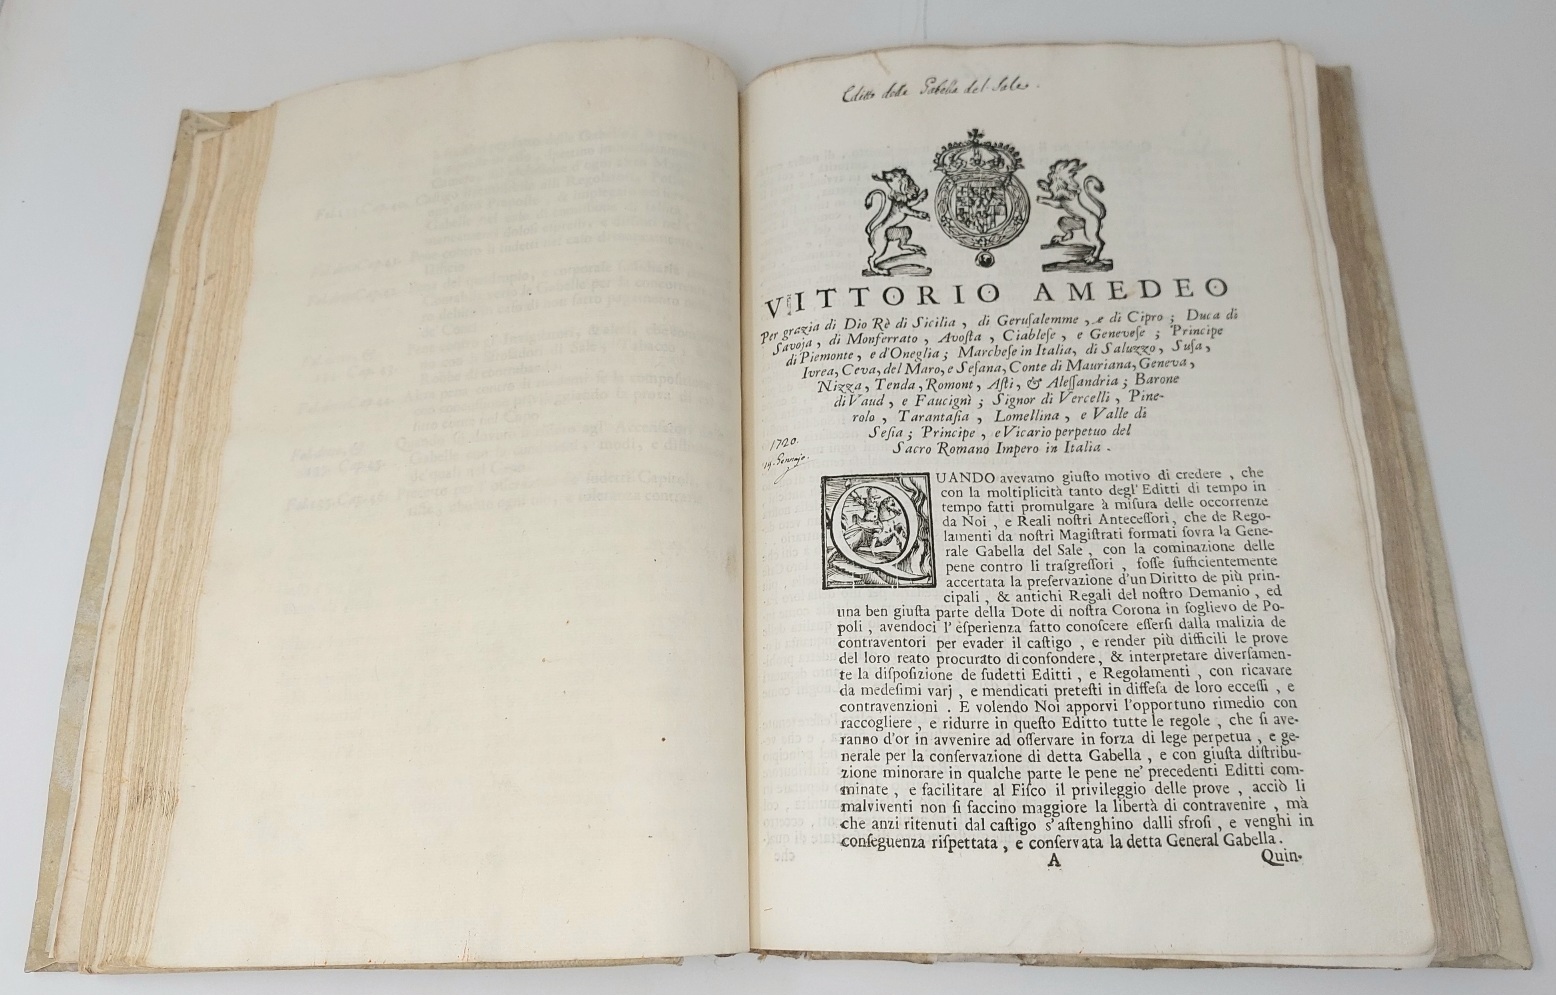 Editto della Gabella del Sale.
VITTORIO AMEDEO
Per grazia di Dio Rè di Sicilia, di Geruſalemme, e di Cipro; Duca di
Savoja, di Monferrato, Avoſta, Ciableſe, e Geneveſe; Principe
di Piemonte, e d'Oneglia; Marcheſe in Italia, di Saluzzo, Suſa,
Ivrea, Ceva, del Maro, e Seſana, Conte di Mauriana, Geneva,
Nizza, Tenda, Romont, Aſti, & Aleſſandria; Barone
di Vaud, e Faucignì; Signor di Vercelli, Pine-
rolo, Tarantaſia, Lomellina, e Valle di
Seſia; Principe, e Vicario perpetuo del
Sacro Romano Impero in Italia.
1720.
14. Gennajo.
QUANDO avevamo giuſto motivo di credere, che
con la moltiplicità tanto degl' Editti di tempo in
tempo fatti promulgare à miſura delle occorrenze
da Noi, e Reali noſtri Anteceſſori, che de Rego-
lamenti da noſtri Magiſtrati formati ſovra la Gene-
rale Gabella del Sale, con la cominazione delle
pene contro li traſgreſſori, foſſe ſufficientemente
accertata la preſervazione d'un Diritto de più prin-
cipali, & antichi Regali del noſtro Demanio, ed
una ben giuſta parte della Dote di noſtra Corona in ſoglievo de Po-
poli, avendoci l'eſperienza fatto conoſcere eſſerſi dalla malizia de
contraventori per evader il caſtigo, e render più difficili le prove
del loro reato procurato di confondere, & interpretare diverſamen-
te la diſpoſizione de ſudetti Editti, e Regolamenti, con ricavare
da medeſimi varj, e mendicati preteſti in diffeſa de loro ecceſſi, e
contravenzioni. E volendo Noi apporvi l'opportuno rimedio con
raccogliere, e ridurre in queſto Editto tutte le regole, che ſi ave-
ranno d'or in avvenire ad oſſervare in forza di lege perpetua, e ge-
nerale per la conſervazione di detta Gabella, e con giuſta diſtribu-
zione minorare in qualche parte le pene ne' precedenti Editti com-
minate, e facilitare al Fiſco il privileggio delle prove, acciò li
malviventi non ſi faccino maggiore la libertà di contravenire, mà
che anzi ritenuti dal caſtigo s'aſtenghino dalli sfroſi, e venghi in
conſeguenza riſpettata, e conſervata la detta General Gabella.
A
Quin-